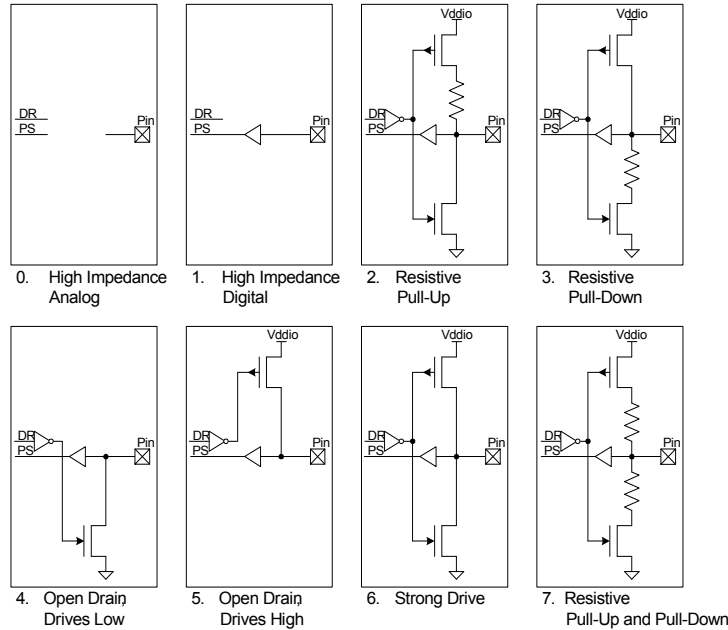 Vddio
Vddio
DR
PS
Pin
DR
PS
Pin
DR
PS
Pin
DR
PS
Pin
0. High Impedance
Analog
1. High Impedance
Digital
2. Resistive
Pull-Up
3. Resistive
Pull-Down
Vddio
Vddio
Vddio
DR
PS
Pin
DR
PS
Pin
DR
PS
Pin
DR
PS
Pin
4. Open Drain,
Drives Low
5. Open Drain,
Drives High
6. Strong Drive
7. Resistive
Pull-Up and Pull-Down